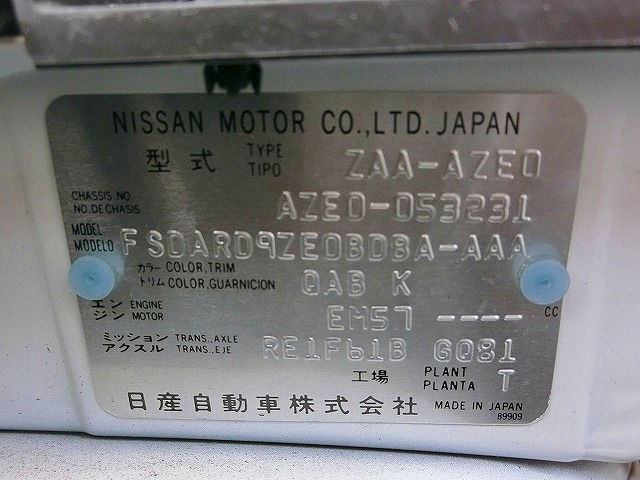 NISSAN MOTOR CO.,LTD. JAPAN
型式 TYPE TIPO ZAA-AZE0
CHASSIS NO. NO.DE CHASIS AZE0-053231
MODEL MODELO FSDARD9ZE0BDBA-AAA
カラー COLOR,TRIM
トリム COLOR,GUARNICION QAB K
エンジン ENGINE MOTOR EM57 ---- CC
ミッション TRANS.,AXLE
アクスル TRANS.,EJE RE1F61B GQ81
工場 PLANT PLANTA T
日産自動車株式会社 MADE IN JAPAN
89909